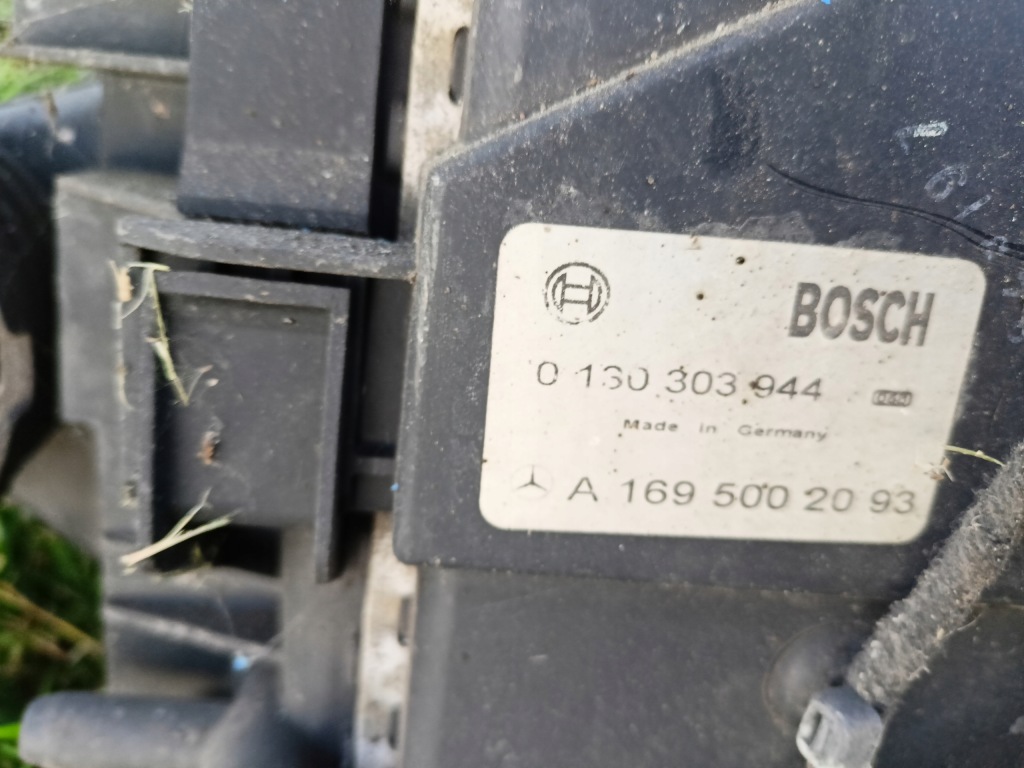 BOSCH
0 130 303 944
Made in Germany
A 169 500 20 93